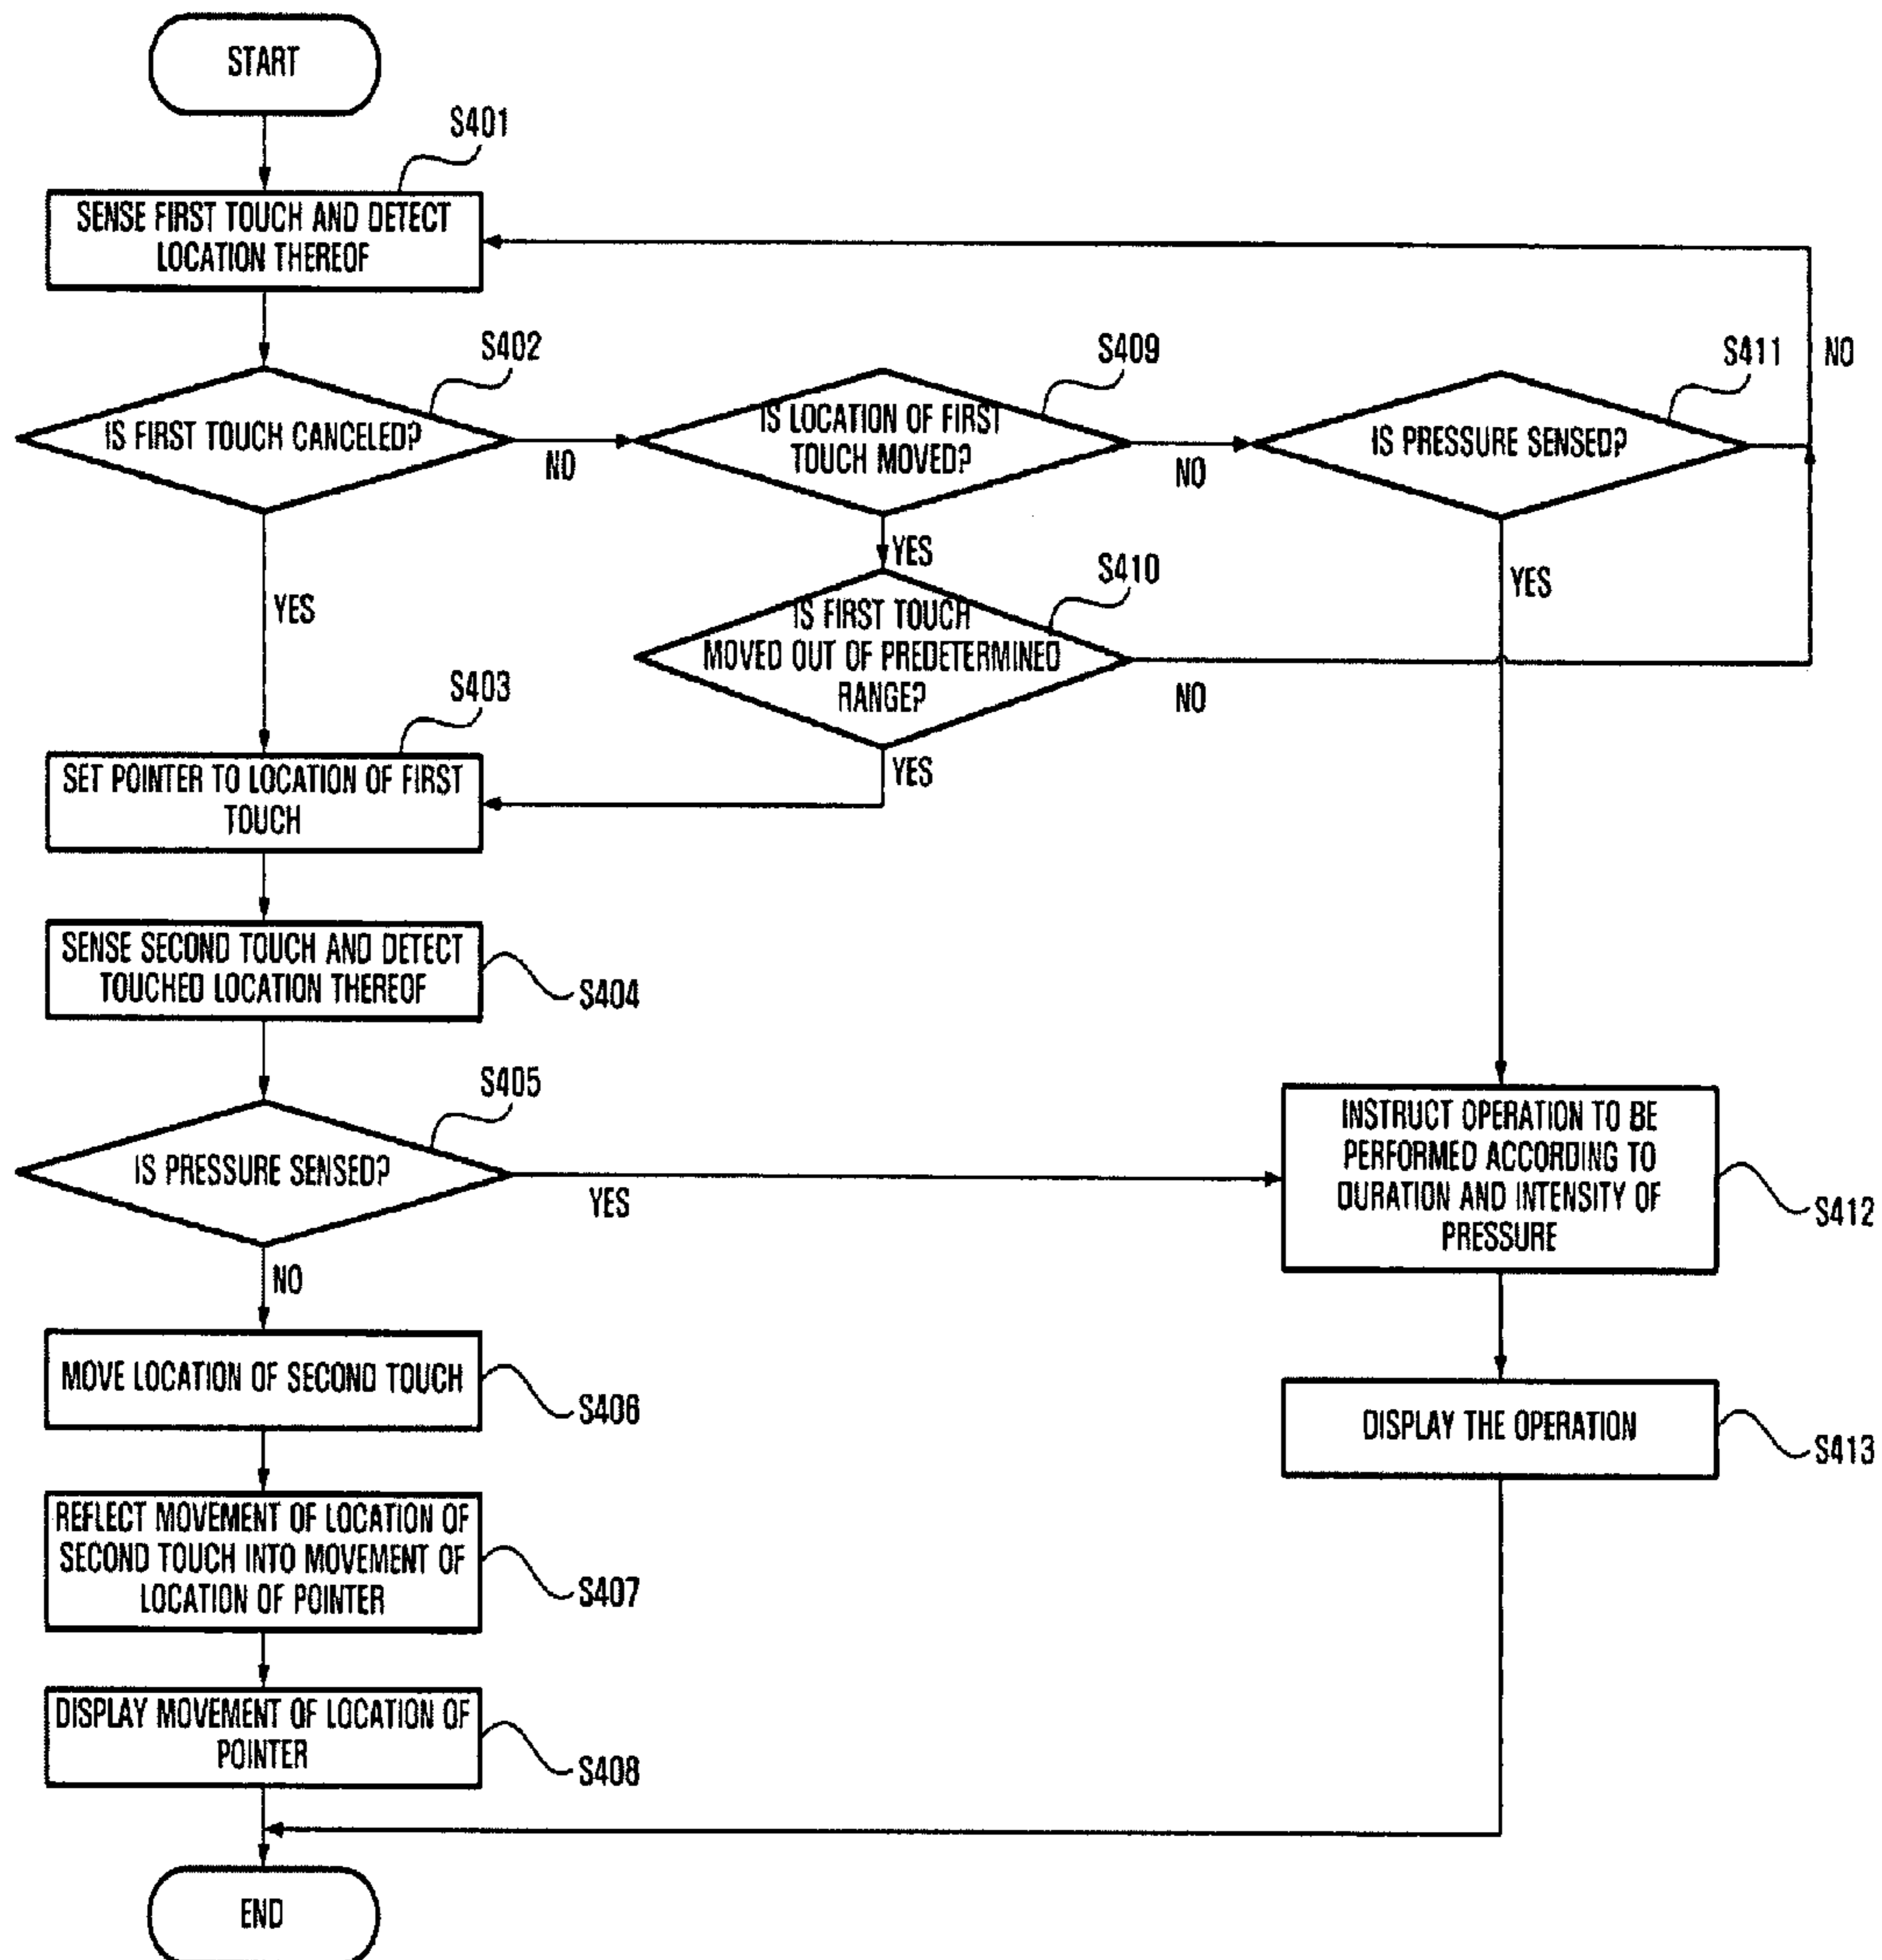 START
S401
SENSE FIRST TOUCH AND DETECT
LOCATION THEREOF
S402
IS FIRST TOUCH CANCELED?
NO
S409
IS LOCATION OF FIRST
TOUCH MOVED?
NO
S411
IS PRESSURE SENSED?
NO
YES
YES
S410
IS FIRST TOUCH
MOVED OUT OF PREDETERMINED
RANGE?
NO
YES
YES
S403
SET POINTER TO LOCATION OF FIRST
TOUCH
SENSE SECOND TOUCH AND DETECT
TOUCHED LOCATION THEREOF
S404
S405
IS PRESSURE SENSED?
YES
NO
INSTRUCT OPERATION TO BE
PERFORMED ACCORDING TO
DURATION AND INTENSITY OF
PRESSURE
S412
MOVE LOCATION OF SECOND TOUCH
S406
DISPLAY THE OPERATION
S413
REFLECT MOVEMENT OF LOCATION OF
SECOND TOUCH INTO MOVEMENT OF
LOCATION OF POINTER
S407
DISPLAY MOVEMENT OF LOCATION OF
POINTER
S408
END